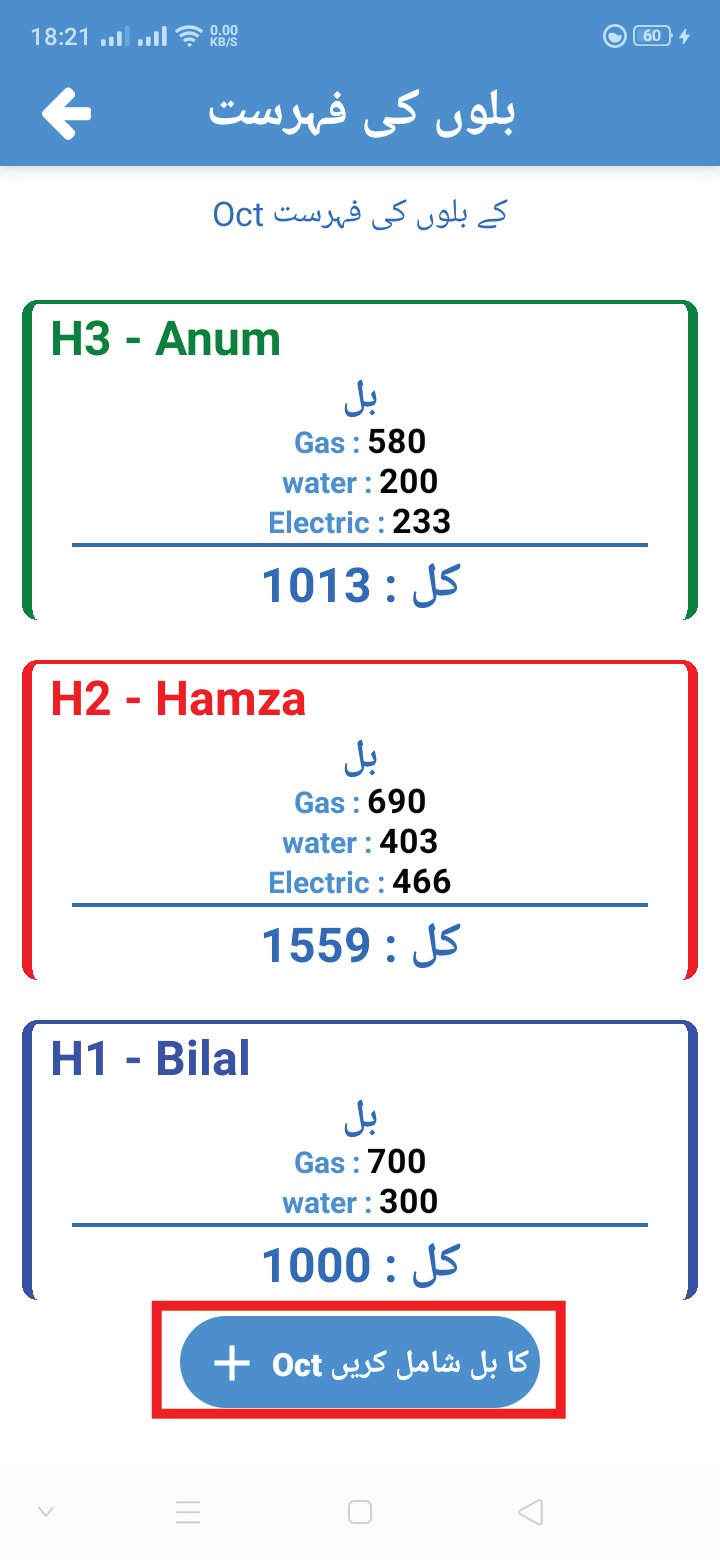 18:21 0.00 KB/S 60
بلوں کی فہرست
Oct کے بلوں کی فہرست
H3 - Anum
بل
Gas : 580
water : 200
Electric : 233
کل : 1013
H2 - Hamza
بل
Gas : 690
water : 403
Electric : 466
کل : 1559
H1 - Bilal
بل
Gas : 700
water : 300
کل : 1000
+ Oct کا بل شامل کریں